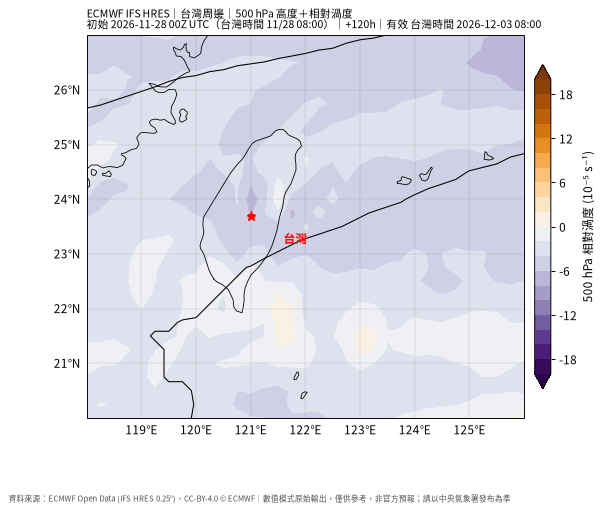 ECMWF IFS HRES｜台灣周邊｜500 hPa 高度＋相對渦度
初始 2026-11-28 00Z UTC（台灣時間 11/28 08:00）｜+120h｜有效 台灣時間 2026-12-03 08:00
26°N
25°N
24°N
23°N
22°N
21°N
119°E 120°E 121°E 122°E 123°E 124°E 125°E
台灣
18
12
6
0
-6
-12
-18
500 hPa 相對渦度 (10⁻⁵ s⁻¹)
資料來源：ECMWF Open Data (IFS HRES 0.25°)，CC-BY-4.0 © ECMWF｜數值模式原始輸出，僅供參考，非官方預報；請以中央氣象署發布為準